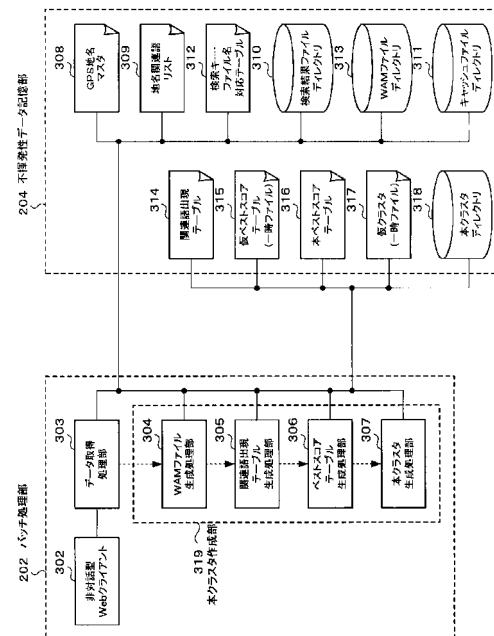 202 バッチ処理部
302
非対話型
Webクライアント
303
データ取得
処理部
304
WAMファイル
生成処理部
305
関連語出現
テーブル
生成処理部
306
ベストスコア
テーブル
生成処理部
307
本クラスタ
生成処理部
319
本クラスタ作成部
204 不揮発性データ記憶部
308
GPS地名
マスタ
309
地名関連語
リスト
312
検索キー…
ファイル名
対応テーブル
310
検索結果ファイル
ディレクトリ
313
WAMファイル
ディレクトリ
311
キャッシュファイル
ディレクトリ
314
関連語出現
テーブル
315
仮ベストスコア
テーブル
(一時ファイル)
316
本ベストスコア
テーブル
317
仮クラスタ
(一時ファイル)
318
本クラスタ
ディレクトリ